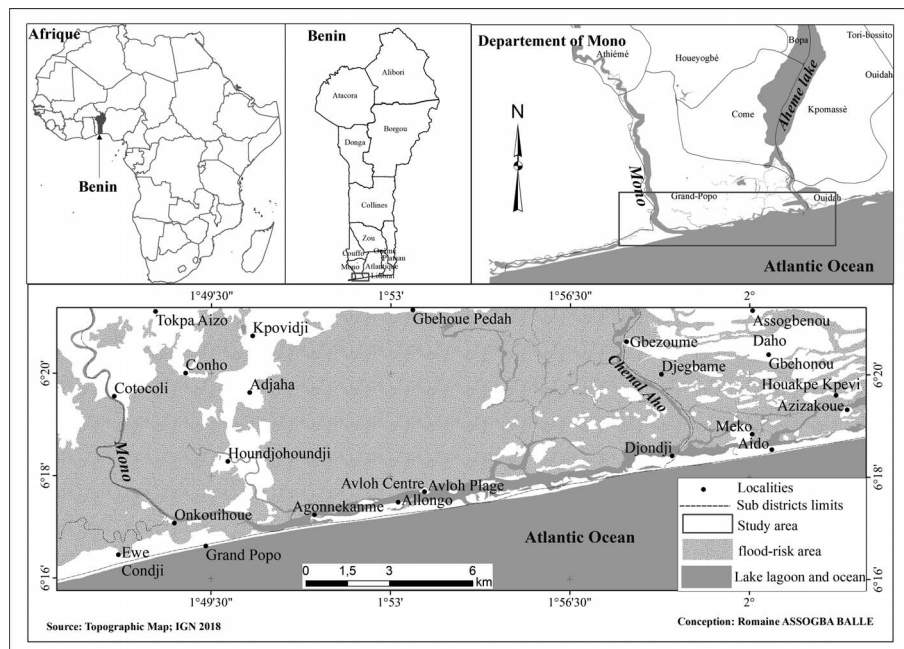 Afrique
Benin
Benin
Alibori
Atacora
Borgou
Donga
Collines
Zou
Couffo
Plateau
Mono
Atlantique
Littoral
Departement of Mono
Athiémé
Houeyogbé
Bopa
Tori-bossito
Ouidah
Aheme lake
Come
Kpomassè
N
Mono
Grand-Popo
Ouidah
Atlantic Ocean
1°49'30"
1°53'
1°56'30"
2°
Tokpa Aizo
Kpovidji
Gbehoue Pedah
Assogbenou
Daho
Gbezoume
Gbehonou
6°20'
Conho
Djegbame
6°20'
Cotocoli
Adjaha
Chenal Aho
Houakpe Kpevi
Azizakoue
Mono
Houndjohoundji
Meko
Djondji
Aido
6°18'
6°18'
Avloh Centre
Avloh Plage
Agonnekanme
Allongo
Onkouihoue
Ewe
Condji
Grand Popo
Atlantic Ocean
6°16'
6°16'
0
1,5
3
6
km
Localities
Sub districts limits
Study area
flood-risk area
Lake lagoon and ocean
1°49'30"
1°53'
1°56'30"
2°
Source: Topographic Map; IGN 2018
Conception: Romaine ASSOGBA BALLE